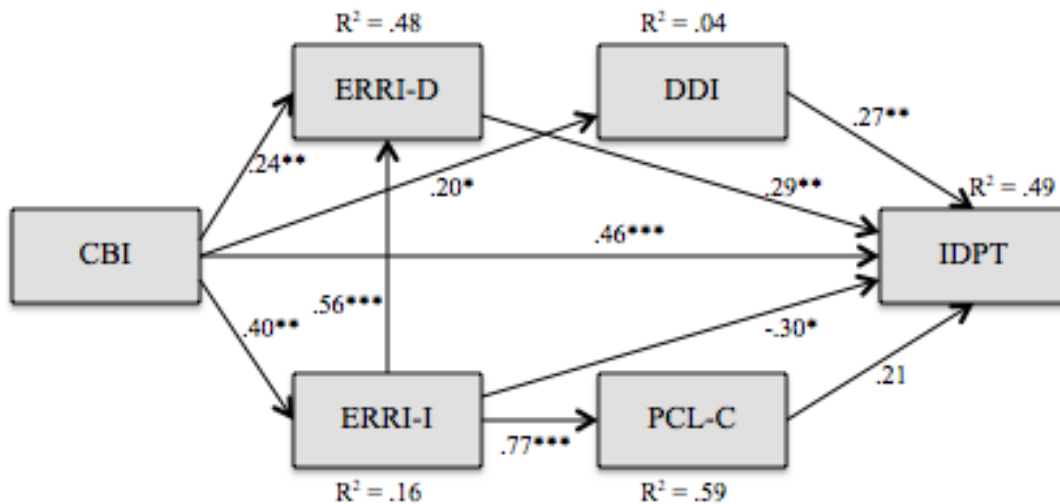 R² = .48
R² = .04
ERRI-D
DDI
.24**
.20*
.27**
.29**
R² = .49
CBI
.46***
IDPT
.56***
.40**
-.30*
.21
ERRI-I
.77***
PCL-C
R² = .16
R² = .59